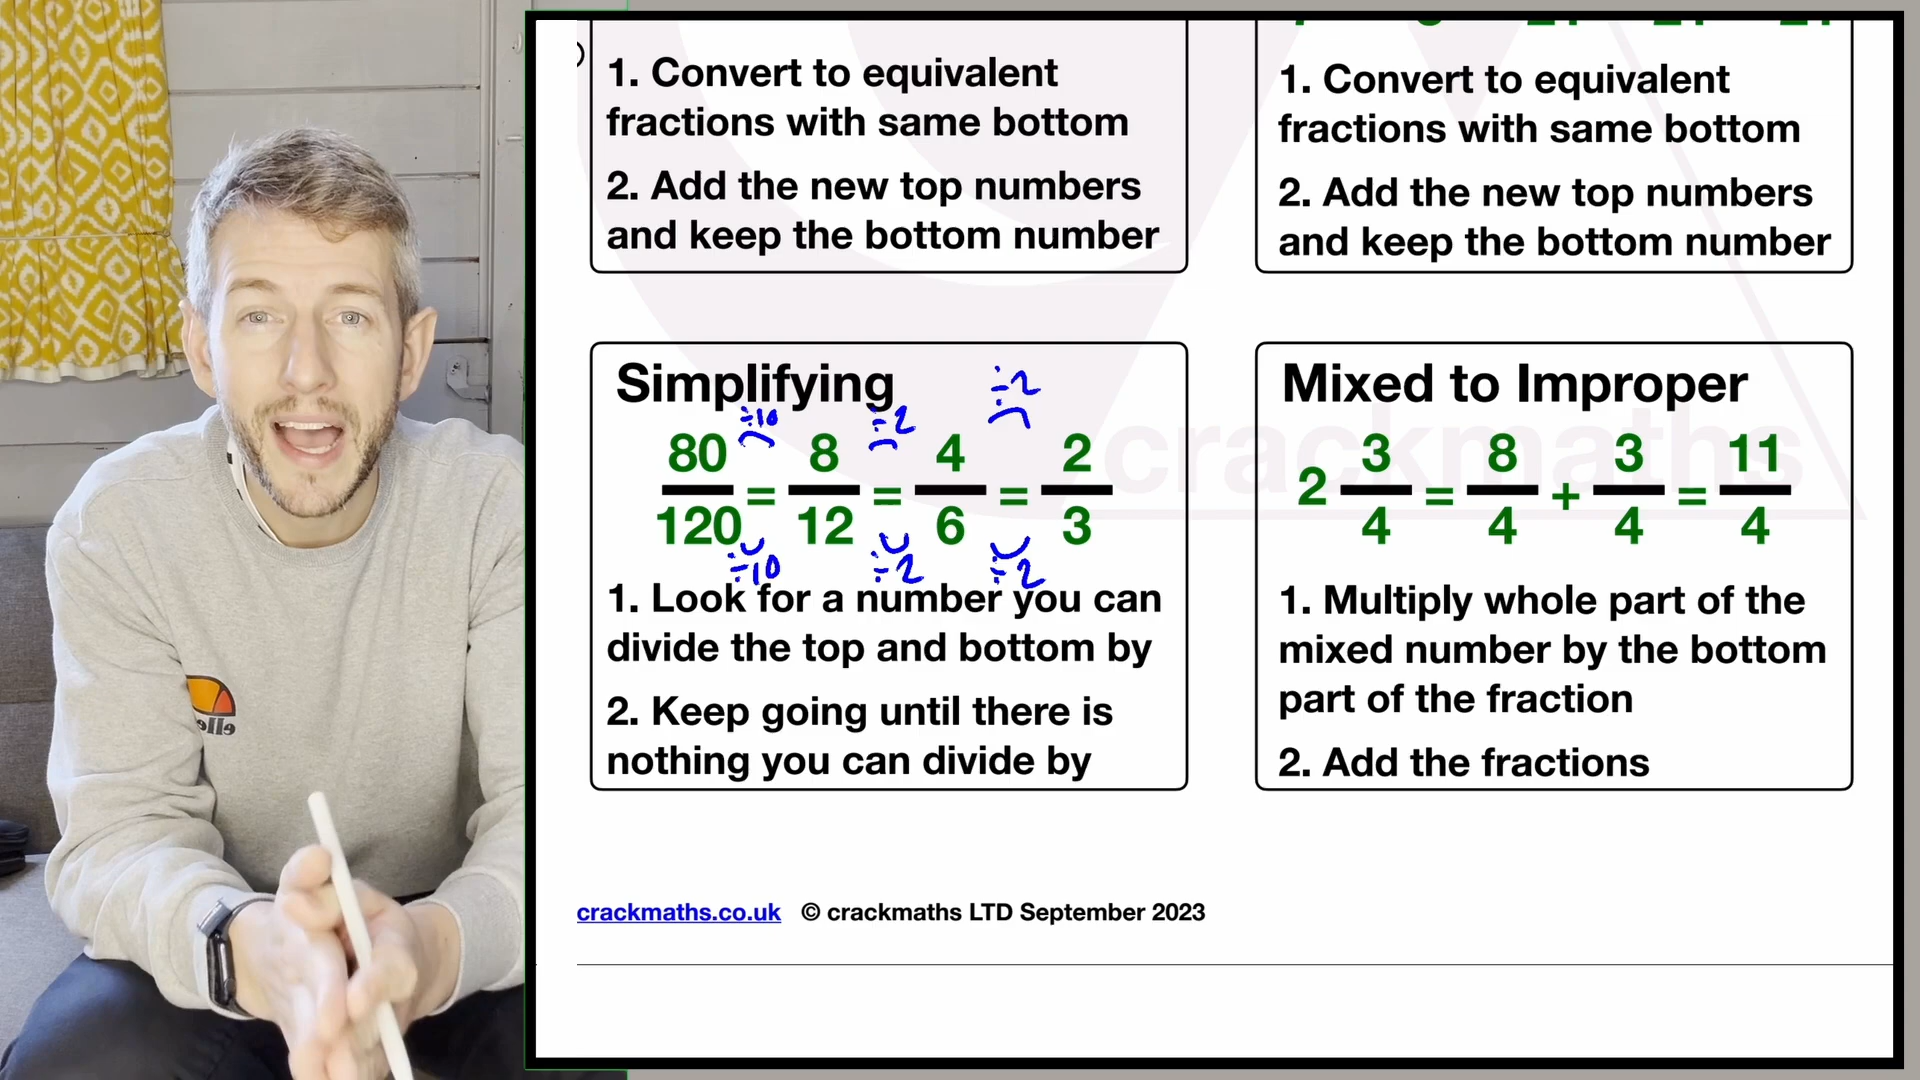 1. Convert to equivalent
fractions with same bottom
2. Add the new top numbers
and keep the bottom number
1. Convert to equivalent
fractions with same bottom
2. Add the new top numbers
and keep the bottom number
Simplifying
÷10 ÷2 ÷2
80/120 = 8/12 = 4/6 = 2/3
÷10 ÷2 ÷2
1. Look for a number you can
divide the top and bottom by
2. Keep going until there is
nothing you can divide by
Mixed to Improper
2 3/4 = 8/4 + 3/4 = 11/4
1. Multiply whole part of the
mixed number by the bottom
part of the fraction
2. Add the fractions
crackmaths
crackmaths.co.uk © crackmaths LTD September 2023
elle